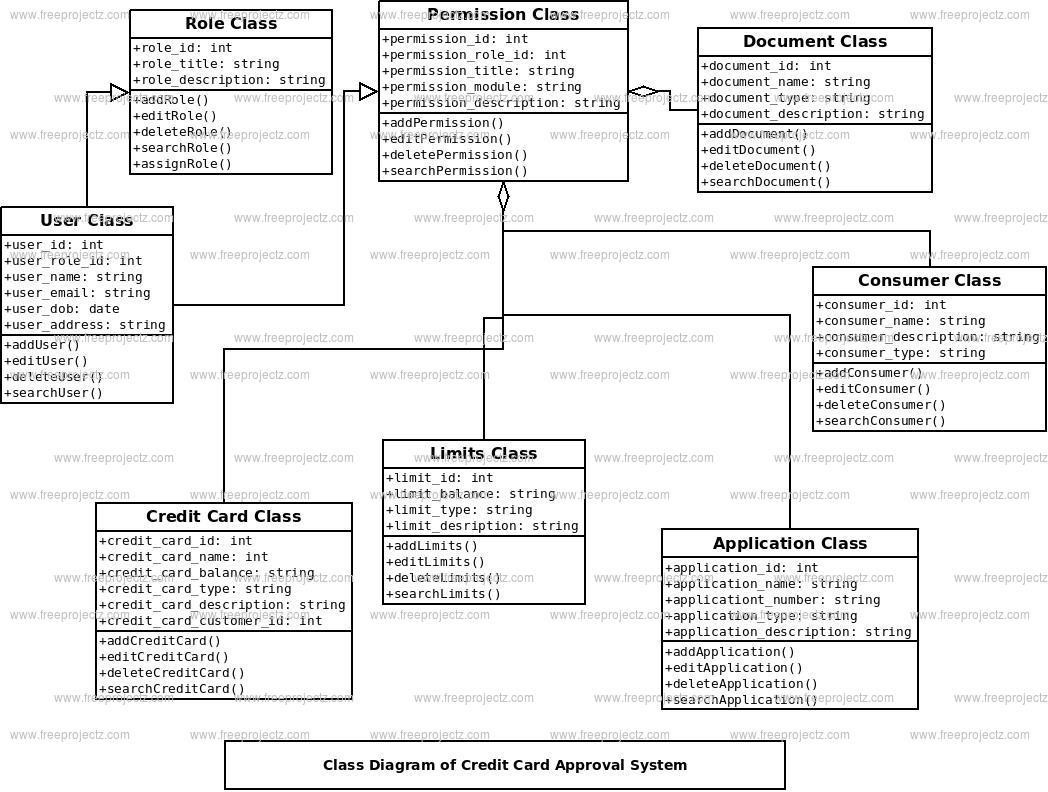 Role Class
+role_id: int
+role_title: string
+role_description: string
+addRole()
+editRole()
+deleteRole()
+searchRole()
+assignRole()
Permission Class
+permission_id: int
+permission_role_id: int
+permission_title: string
+permission_module: string
+permission_description: string
+addPermission()
+editPermission()
+deletePermission()
+searchPermission()
Document Class
+document_id: int
+document_name: string
+document_type: string
+document_description: string
+addDocument()
+editDocument()
+deleteDocument()
+searchDocument()
User Class
+user_id: int
+user_role_id: int
+user_name: string
+user_email: string
+user_dob: date
+user_address: string
+addUser()
+editUser()
+deleteUser()
+searchUser()
Consumer Class
+consumer_id: int
+consumer_name: string
+consumer_description: string
+consumer_type: string
+addConsumer()
+editConsumer()
+deleteConsumer()
+searchConsumer()
Limits Class
+limit_id: int
+limit_balance: string
+limit_type: string
+limit_desription: string
+addLimits()
+editLimits()
+deleteLimits()
+searchLimits()
Credit Card Class
+credit_card_id: int
+credit_card_name: int
+credit_card_balance: string
+credit_card_type: string
+credit_card_description: string
+credit_card_customer_id: int
+addCreditCard()
+editCreditCard()
+deleteCreditCard()
+searchCreditCard()
Application Class
+application_id: int
+application_name: string
+applicationt_number: string
+application_type: string
+application_description: string
+addApplication()
+editApplication()
+deleteApplication()
+searchApplication()
Class Diagram of Credit Card Approval System
www.freeprojectz.com